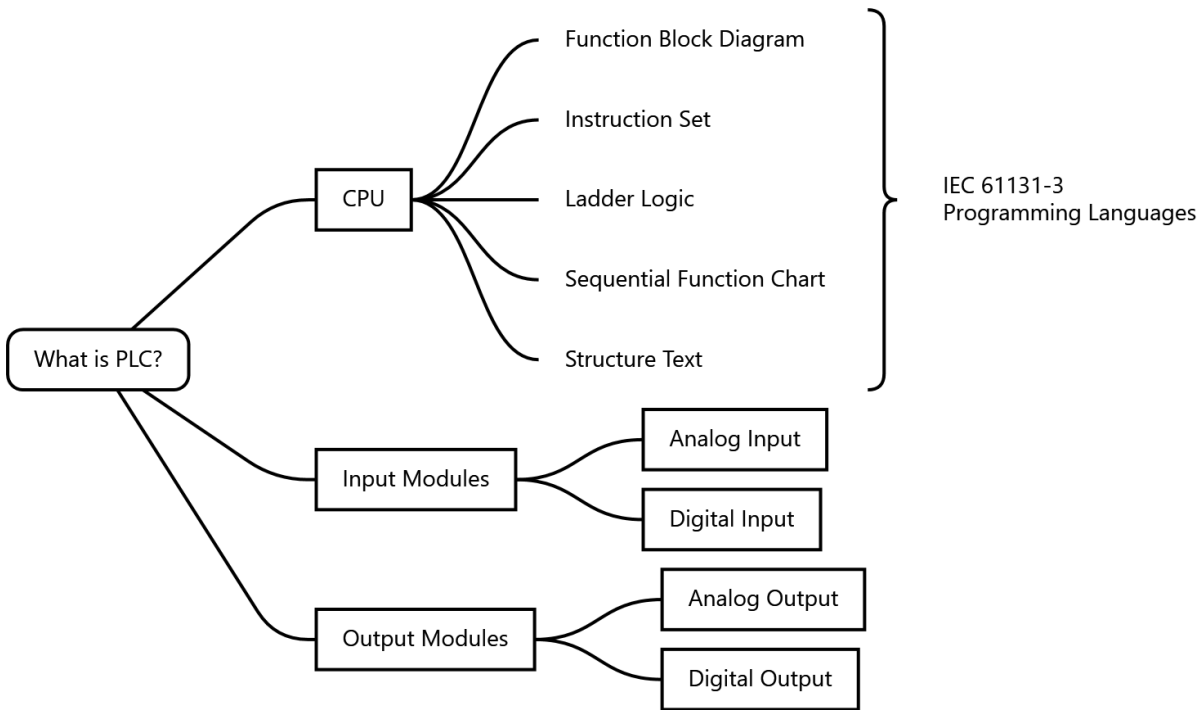 What is PLC?
CPU
Function Block Diagram
Instruction Set
Ladder Logic
Sequential Function Chart
Structure Text
IEC 61131-3
Programming Languages
Input Modules
Analog Input
Digital Input
Output Modules
Analog Output
Digital Output